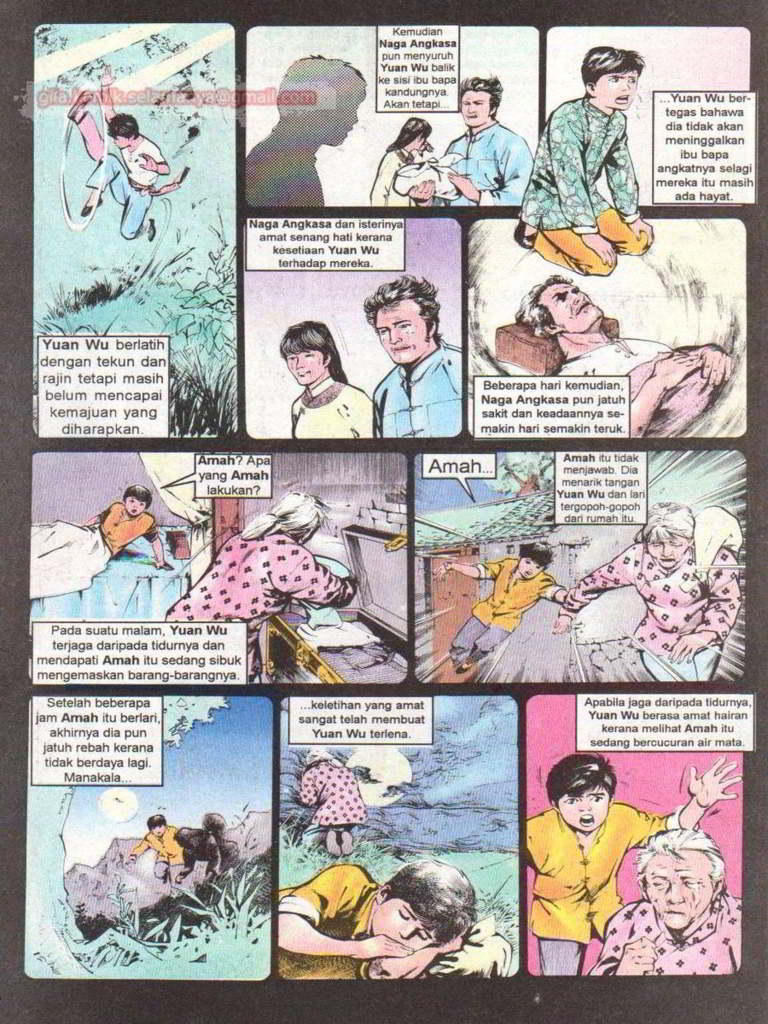 Yuan Wu berlatih
dengan tekun dan
rajin tetapi masih
belum mencapai
kemajuan yang
diharapkan.
Kemudian
Naga Angkasa
pun menyuruh
Yuan Wu balik
ke sisi ibu bapa
kandungnya.
Akan tetapi...
...Yuan Wu ber-
tegas bahawa
dia tidak akan
meninggalkan
ibu bapa
angkatnya selagi
mereka itu masih
ada hayat.
Naga Angkasa dan isterinya
amat senang hati kerana
kesetiaan Yuan Wu
terhadap mereka.
Beberapa hari kemudian,
Naga Angkasa pun jatuh
sakit dan keadaannya se-
makin hari semakin teruk.
Amah? Apa
yang Amah
lakukan?
Pada suatu malam, Yuan Wu
terjaga daripada tidurnya dan
mendapati Amah itu sedang sibuk
mengemaskan barang-barangnya.
Amah...
Amah itu tidak
menjawab. Dia
menarik tangan
Yuan Wu dan lari
tergopoh-gopoh
dari rumah itu.
Setelah beberapa
jam Amah itu berlari,
akhirnya dia pun
jatuh rebah kerana
tidak berdaya lagi.
Manakala...
...keletihan yang amat
sangat telah membuat
Yuan Wu terlena.
Apabila jaga daripada tidurnya,
Yuan Wu berasa amat hairan
kerana melihat Amah itu
sedang bercucuran air mata.